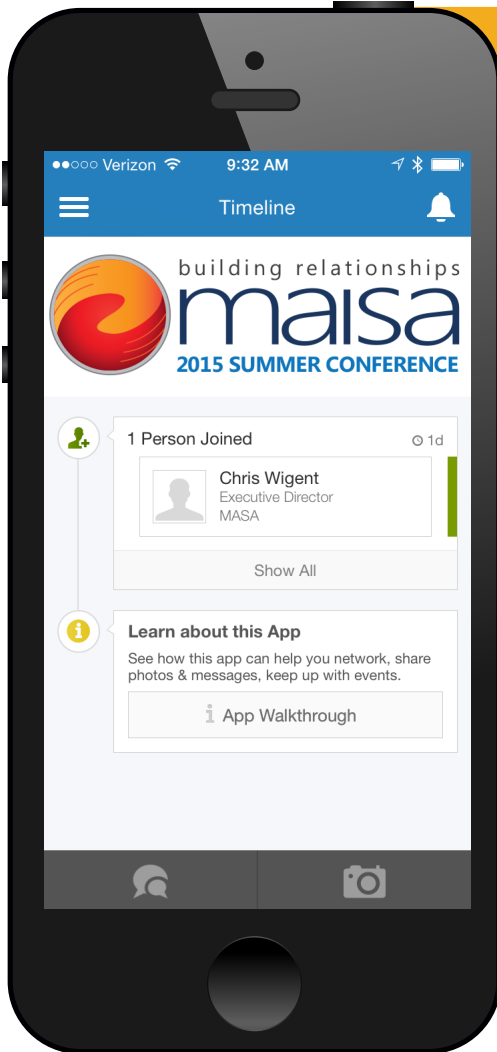 Verizon 9:32 AM
Timeline
building relationships
maisa
2015 SUMMER CONFERENCE
1 Person Joined 1d
Chris Wigent
Executive Director
MASA
Show All
i
Learn about this App
See how this app can help you network, share
photos & messages, keep up with events.
i App Walkthrough